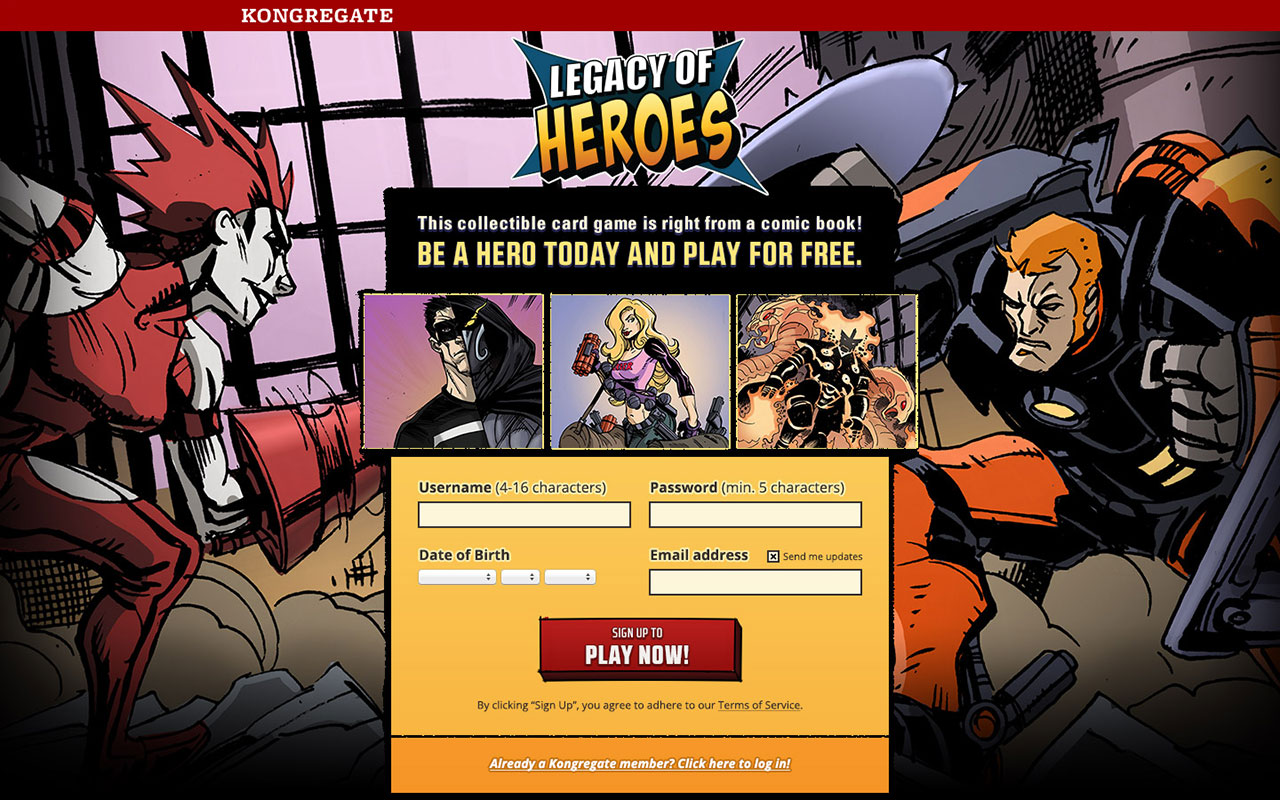 KONGREGATE
LEGACY OF
HEROES
This collectible card game is right from a comic book!
BE A HERO TODAY AND PLAY FOR FREE.
Username (4-16 characters)
Password (min. 5 characters)
Date of Birth
Email address
Send me updates
SIGN UP TO
PLAY NOW!
By clicking “Sign Up”, you agree to adhere to our Terms of Service.
Already a Kongregate member? Click here to log in!